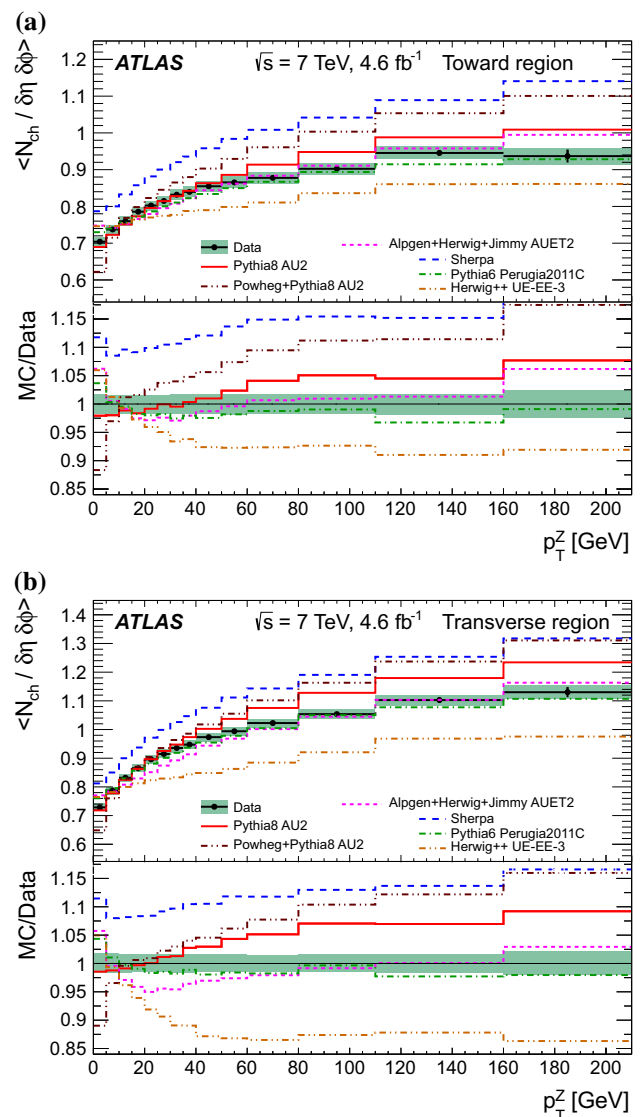 (a)
<N_ch / δη δϕ>
1.2
1.1
1
0.9
0.8
0.7
0.6
ATLAS
√s = 7 TeV, 4.6 fb⁻¹
Toward region
Data
Pythia8 AU2
Powheg+Pythia8 AU2
Alpgen+Herwig+Jimmy AUET2
Sherpa
Pythia6 Perugia2011C
Herwig++ UE-EE-3
MC/Data
1.15
1.1
1.05
1
0.95
0.9
0.85
0 20 40 60 80 100 120 140 160 180 200
p_T^Z [GeV]
(b)
<N_ch / δη δϕ>
1.4
1.3
1.2
1.1
1
0.9
0.8
0.7
0.6
ATLAS
√s = 7 TeV, 4.6 fb⁻¹
Transverse region
Data
Pythia8 AU2
Powheg+Pythia8 AU2
Alpgen+Herwig+Jimmy AUET2
Sherpa
Pythia6 Perugia2011C
Herwig++ UE-EE-3
MC/Data
1.15
1.1
1.05
1
0.95
0.9
0.85
0 20 40 60 80 100 120 140 160 180 200
p_T^Z [GeV]